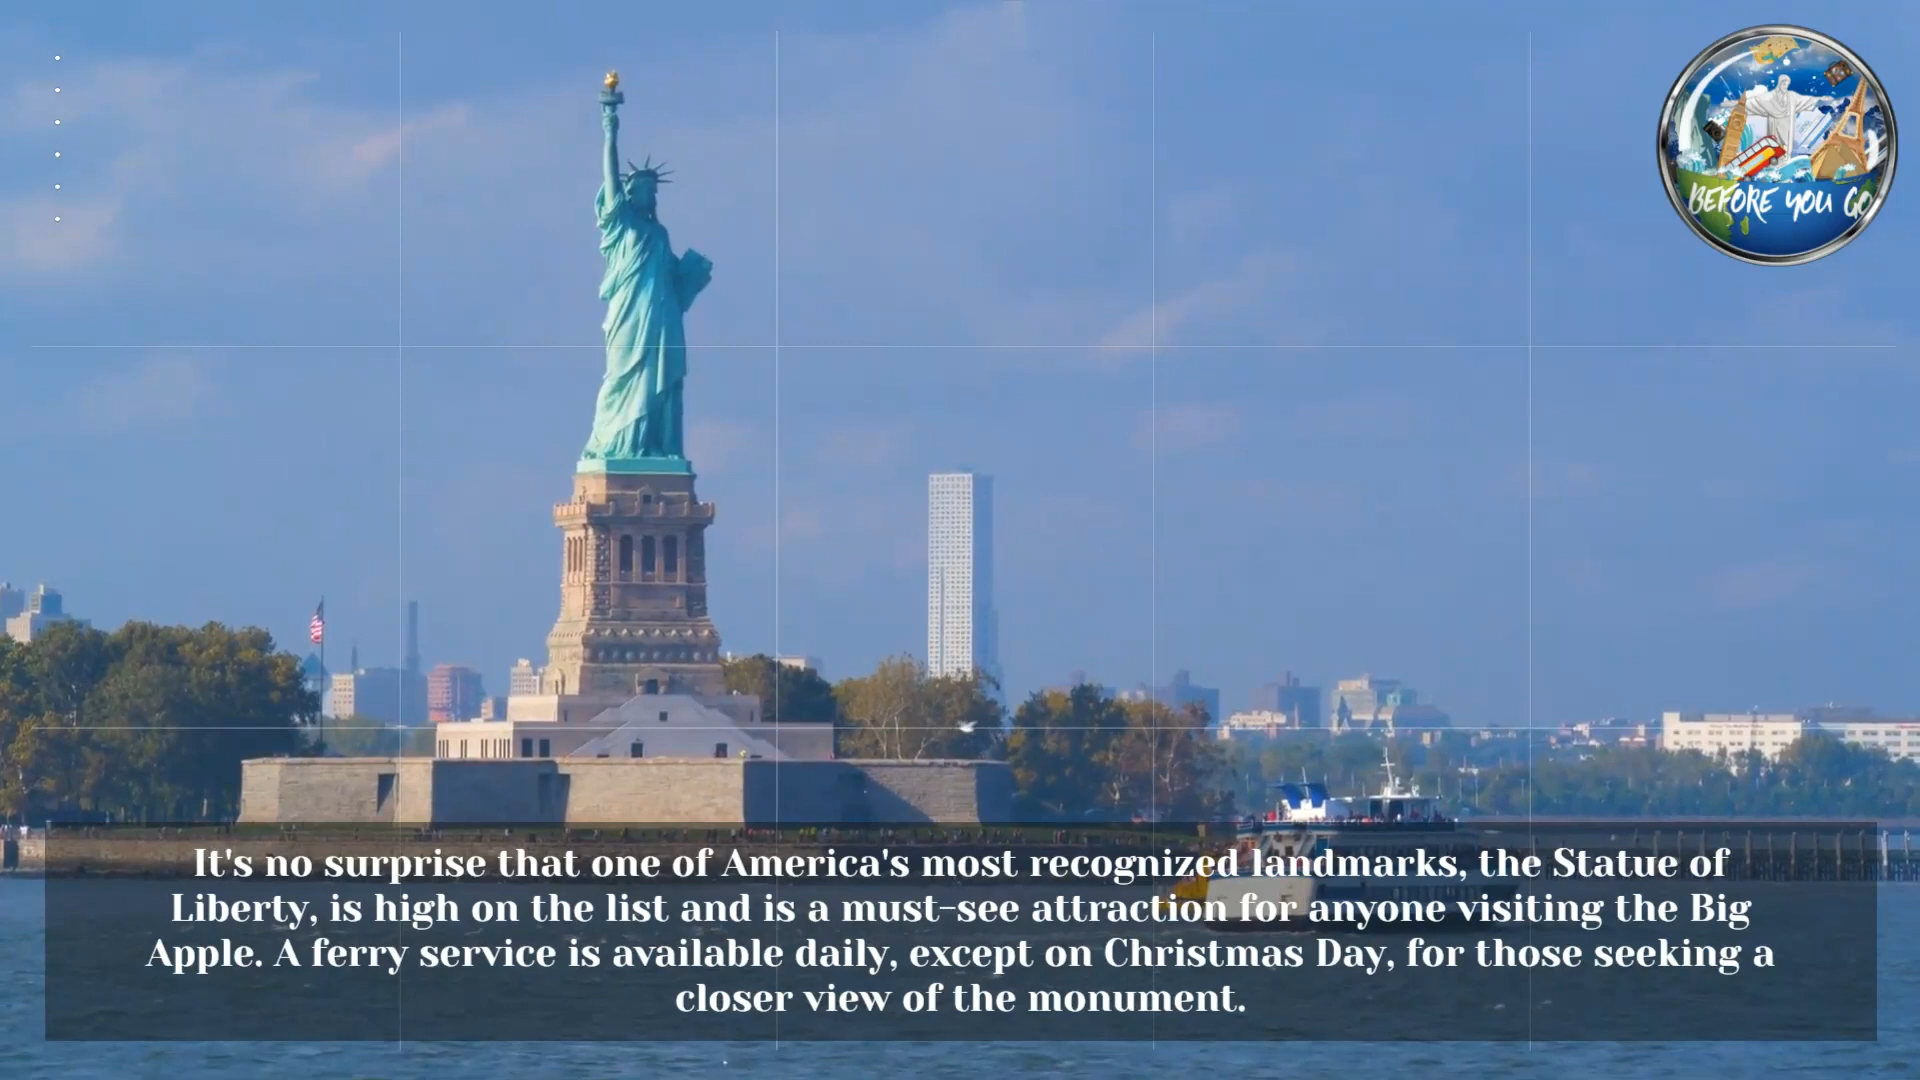 BEFORE YOU GO
It's no surprise that one of America's most recognized landmarks, the Statue of
Liberty, is high on the list and is a must-see attraction for anyone visiting the Big
Apple. A ferry service is available daily, except on Christmas Day, for those seeking a
closer view of the monument.